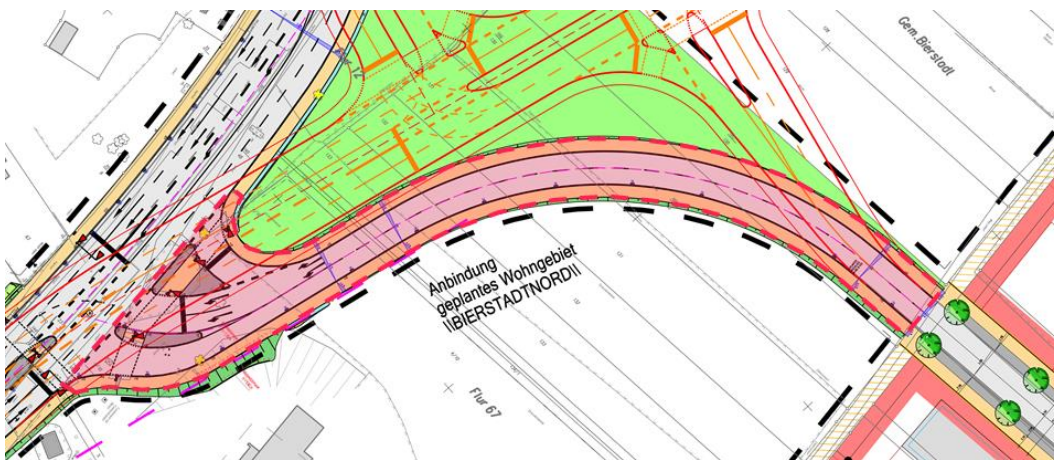 Gem.Bierstadt
Anbindung
geplantes Wohngebiet
\\BIERSTADTNORD\\
Flur 67